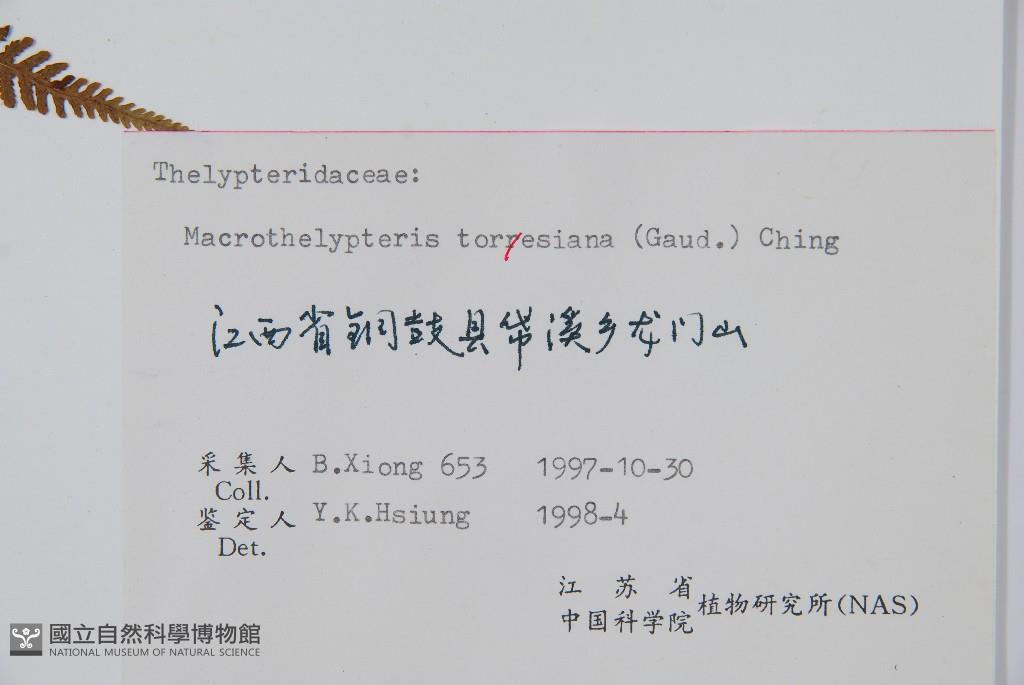 Thelypteridaceae:
Macrothelypteris torresiana (Gaud.) Ching
江西省铜鼓县带溪乡龙门山
采集人 B.Xiong 653 1997-10-30
Coll.
鉴定人 Y.K.Hsiung 1998-4
Det.
江苏省
中国科学院 植物研究所(NAS)
國立自然科學博物館
NATIONAL MUSEUM OF NATURAL SCIENCE